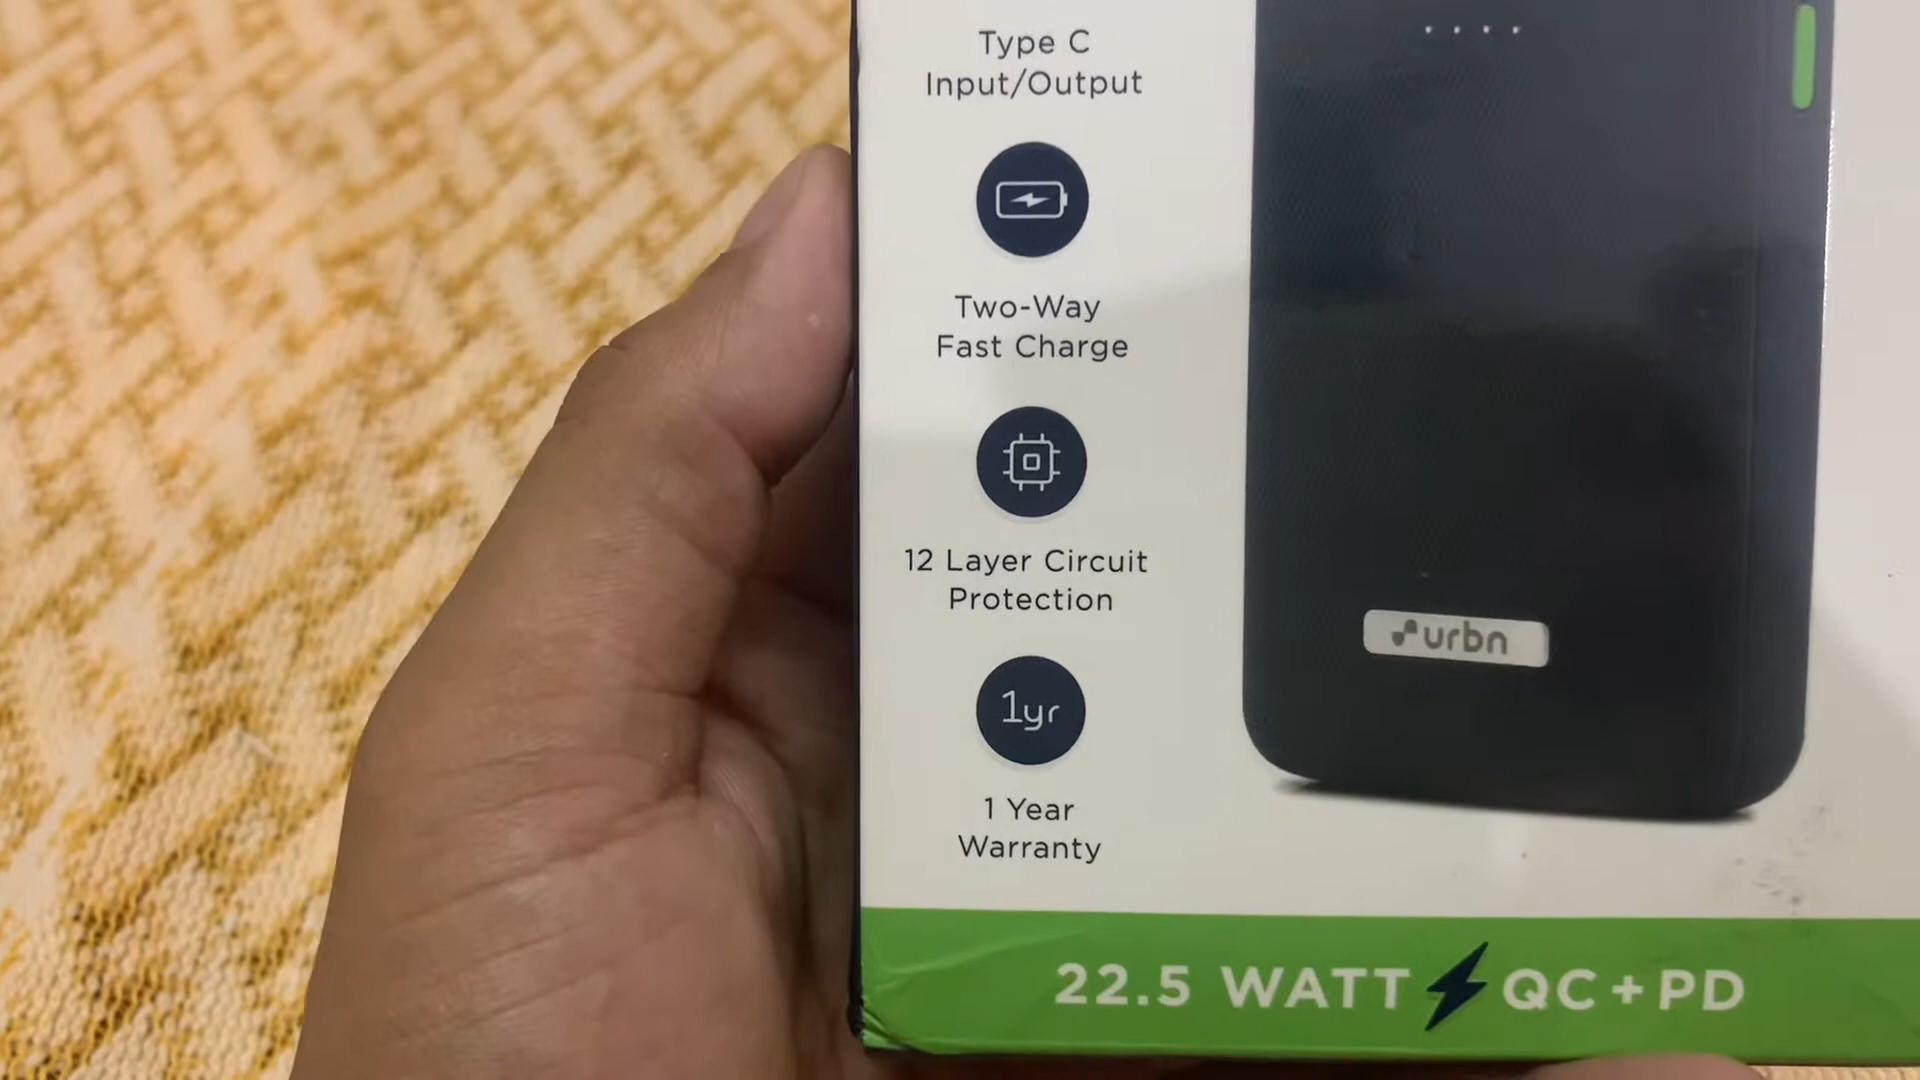 Type C
Input/Output
Two-Way
Fast Charge
12 Layer Circuit
Protection
1yr
1 Year
Warranty
urbn
22.5 WATT QC+PD